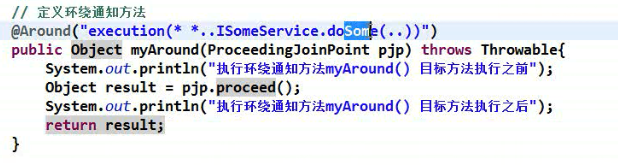 // 定义环绕通知方法
@Around("execution(* *..ISomeService.doSome(..))")
public Object myAround(ProceedingJoinPoint pjp) throws Throwable{
System.out.println("执行环绕通知方法myAround() 目标方法执行之前");
Object result = pjp.proceed();
System.out.println("执行环绕通知方法myAround() 目标方法执行之后");
return result;
}